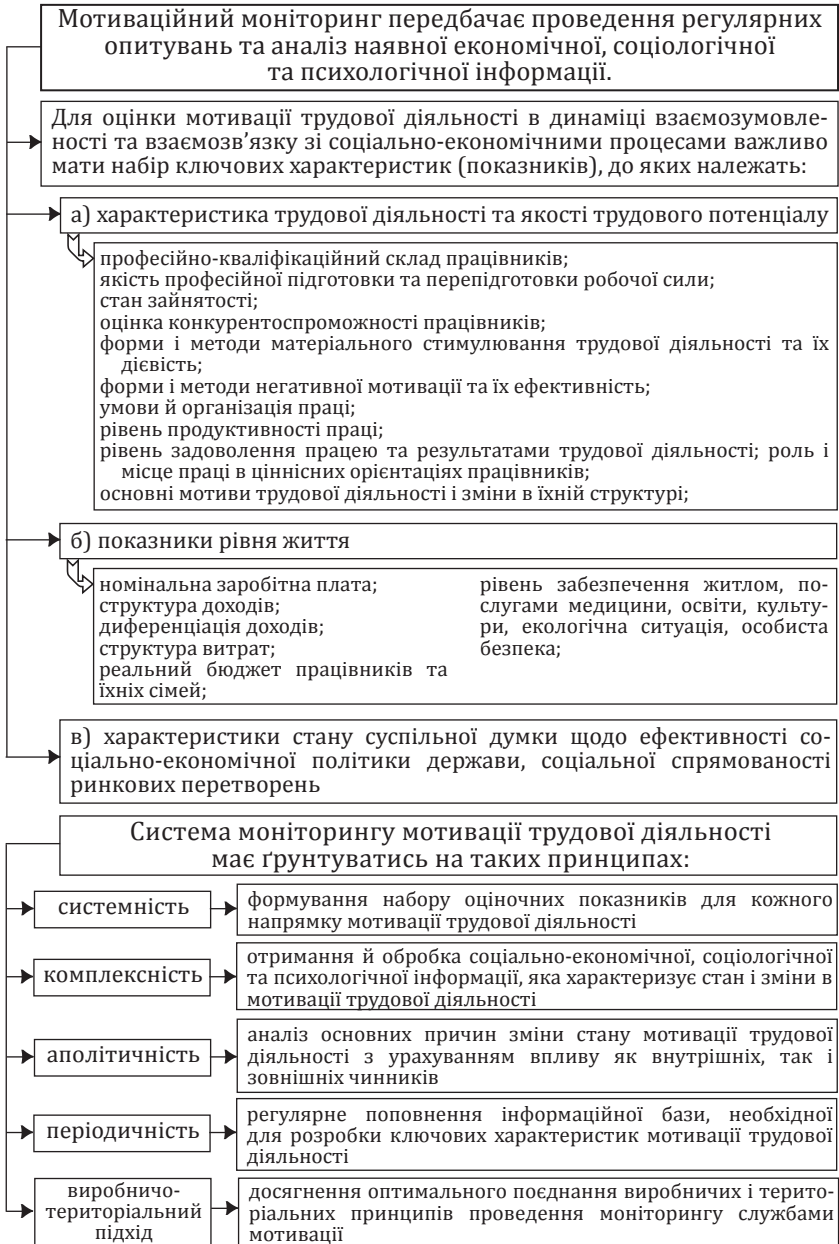 Мотиваційний моніторинг передбачає проведення регулярних
опитувань та аналіз наявної економічної, соціологічної
та психологічної інформації.
Для оцінки мотивації трудової діяльності в динаміці взаємозумовле-
ності та взаємозв'язку зі соціально-економічними процесами важливо
мати набір ключових характеристик (показників), до яких належать:
а) характеристика трудової діяльності та якості трудового потенціалу
професійно-кваліфікаційний склад працівників;
якість професійної підготовки та перепідготовки робочої сили;
стан зайнятості;
оцінка конкурентоспроможності працівників;
форми і методи матеріального стимулювання трудової діяльності та їх
дієвість;
форми і методи негативної мотивації та їх ефективність;
умови й організація праці;
рівень продуктивності праці;
рівень задоволення працею та результатами трудової діяльності; роль і
місце праці в ціннісних орієнтаціях працівників;
основні мотиви трудової діяльності і зміни в їхній структурі;
б) показники рівня життя
номінальна заробітна плата;
структура доходів;
диференціація доходів;
структура витрат;
реальний бюджет працівників та
їхніх сімей;
рівень забезпечення житлом, по-
слугами медицини, освіти, культу-
ри, екологічна ситуація, особиста
безпека;
в) характеристики стану суспільної думки щодо ефективності со-
ціально-економічної політики держави, соціальної спрямованості
ринкових перетворень
Система моніторингу мотивації трудової діяльності
має ґрунтуватись на таких принципах:
системність
формування набору оціночних показників для кожного
напрямку мотивації трудової діяльності
комплексність
отримання й обробка соціально-економічної, соціологічної
та психологічної інформації, яка характеризує стан і зміни в
мотивації трудової діяльності
аполітичність
аналіз основних причин зміни стану мотивації трудової
діяльності з урахуванням впливу як внутрішніх, так і
зовнішніх чинників
періодичність
регулярне поповнення інформаційної бази, необхідної
для розробки ключових характеристик мотивації трудової
діяльності
виробничо-
територіальний
підхід
досягнення оптимального поєднання виробничих і терито-
ріальних принципів проведення моніторингу службами
мотивації